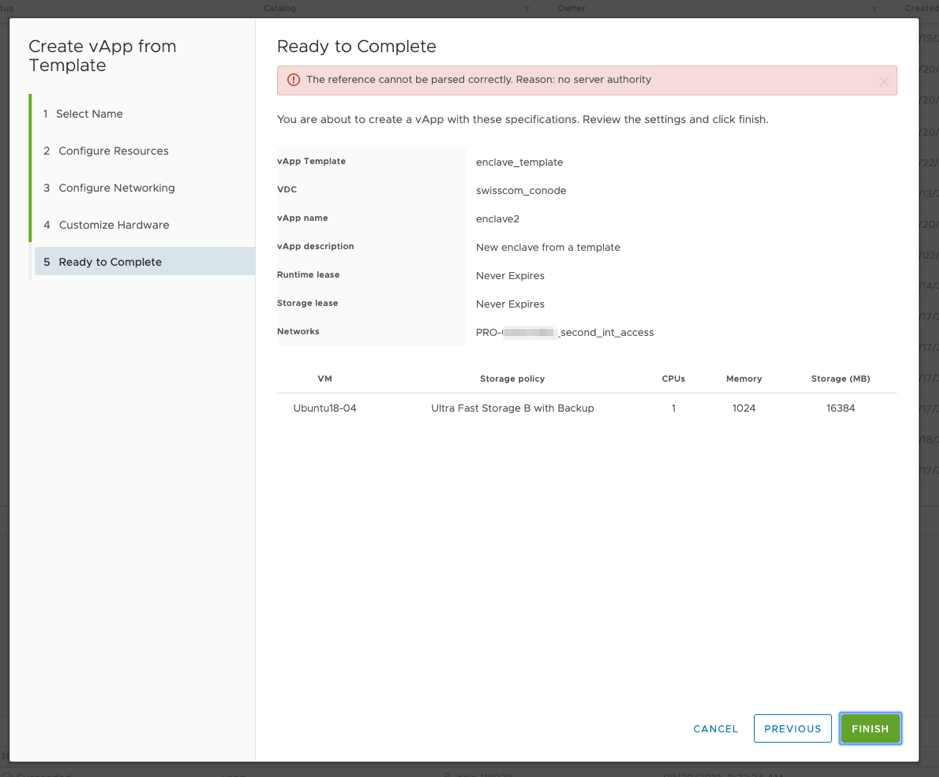 Catalog
Owner
Create vApp from
Template
1 Select Name
2 Configure Resources
3 Configure Networking
4 Customize Hardware
5 Ready to Complete
Ready to Complete
The reference cannot be parsed correctly. Reason: no server authority
You are about to create a vApp with these specifications. Review the settings and click finish.
vApp Template enclave_template
VDC swisscom_conode
vApp name enclave2
vApp description New enclave from a template
Runtime lease Never Expires
Storage lease Never Expires
Networks PRO- _second_int_access
VM Storage policy CPUs Memory Storage (MB)
Ubuntu18-04 Ultra Fast Storage B with Backup 1 1024 16384
CANCEL PREVIOUS FINISH